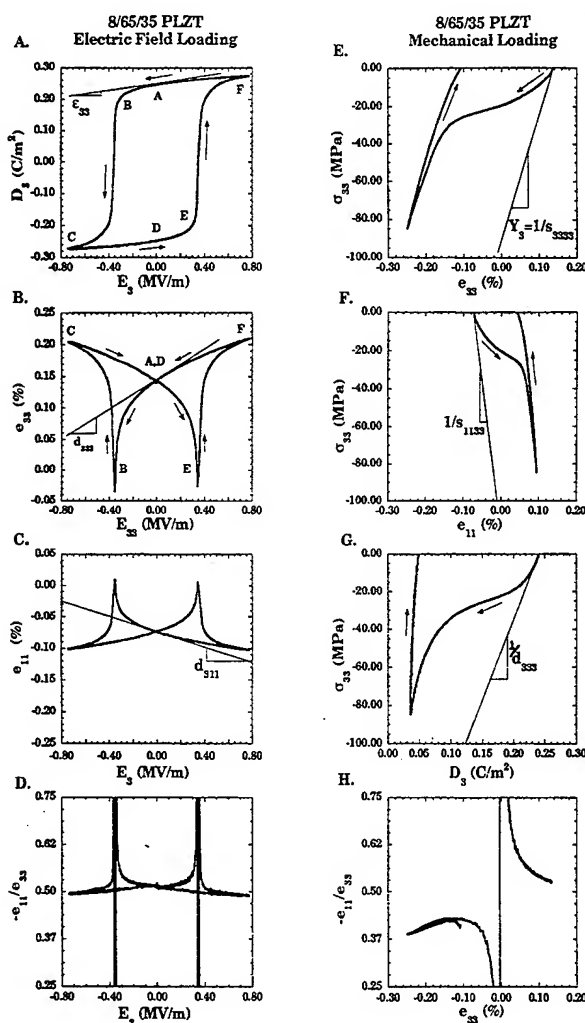 8/65/35 PLZT
Electric Field Loading
A.
0.30
0.20
0.10
0.00
-0.10
-0.20
-0.30
D₃ (C/m²)
ε₃₃
B
A
F
C
D
E
-0.80
-0.40
0.00
0.40
0.80
E₃ (MV/m)
B.
0.25
0.20
0.15
0.10
0.05
0.00
-0.05
e₃₃ (%)
C
A,D
F
d₃₃₃
B
E
-0.80
-0.40
0.00
0.40
0.80
E₃₃ (MV/m)
C.
0.05
0.00
-0.05
-0.10
-0.15
-0.20
-0.25
e₁₁ (%)
d₃₁₁
-0.80
-0.40
0.00
0.40
0.80
E₃ (MV/m)
D.
0.75
0.62
0.50
0.37
0.25
-e₁₁/e₃₃
-0.80
-0.40
0.00
0.40
0.80
E₃ (MV/m)
8/65/35 PLZT
Mechanical Loading
E.
0.00
-20.00
-40.00
-60.00
-80.00
-100.00
σ₃₃ (MPa)
Y₃=1/s₃₃₃₃
-0.30
-0.20
-0.10
0.00
0.10
0.20
e₃₃ (%)
F.
0.00
-20.00
-40.00
-60.00
-80.00
-100.00
σ₃₃ (MPa)
1/s₁₁₃₃
-0.20
-0.10
0.00
0.10
0.20
e₁₁ (%)
G.
0.00
-20.00
-40.00
-60.00
-80.00
-100.00
σ₃₃ (MPa)
1/d₃₃₃
0.00
0.05
0.10
0.15
0.20
0.25
0.30
D₃ (C/m²)
H.
0.75
0.62
0.50
0.37
0.25
-e₁₁/e₃₃
-0.30
-0.20
-0.10
0.00
0.10
0.20
e₃₃ (%)